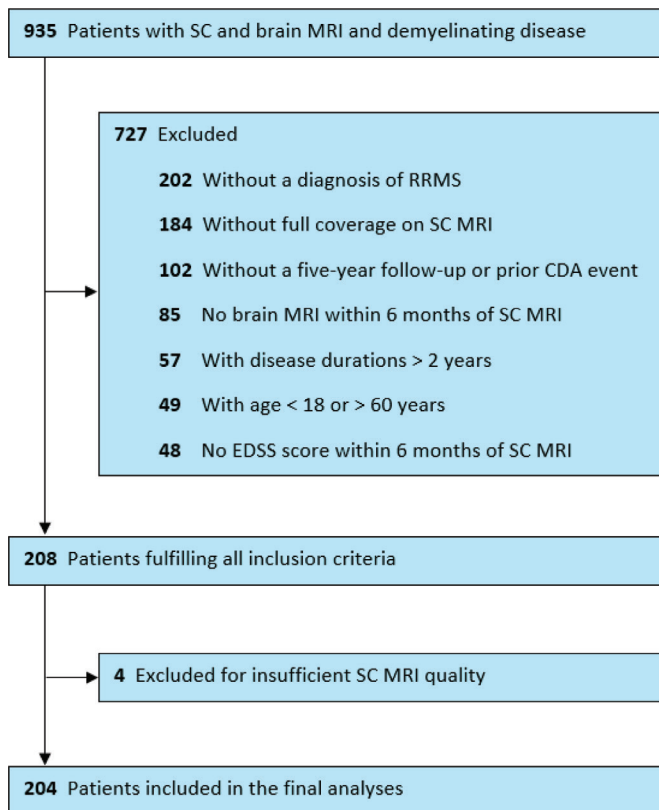 935 Patients with SC and brain MRI and demyelinating disease
727 Excluded
202 Without a diagnosis of RRMS
184 Without full coverage on SC MRI
102 Without a five-year follow-up or prior CDA event
85 No brain MRI within 6 months of SC MRI
57 With disease durations > 2 years
49 With age < 18 or > 60 years
48 No EDSS score within 6 months of SC MRI
208 Patients fulfilling all inclusion criteria
4 Excluded for insufficient SC MRI quality
204 Patients included in the final analyses